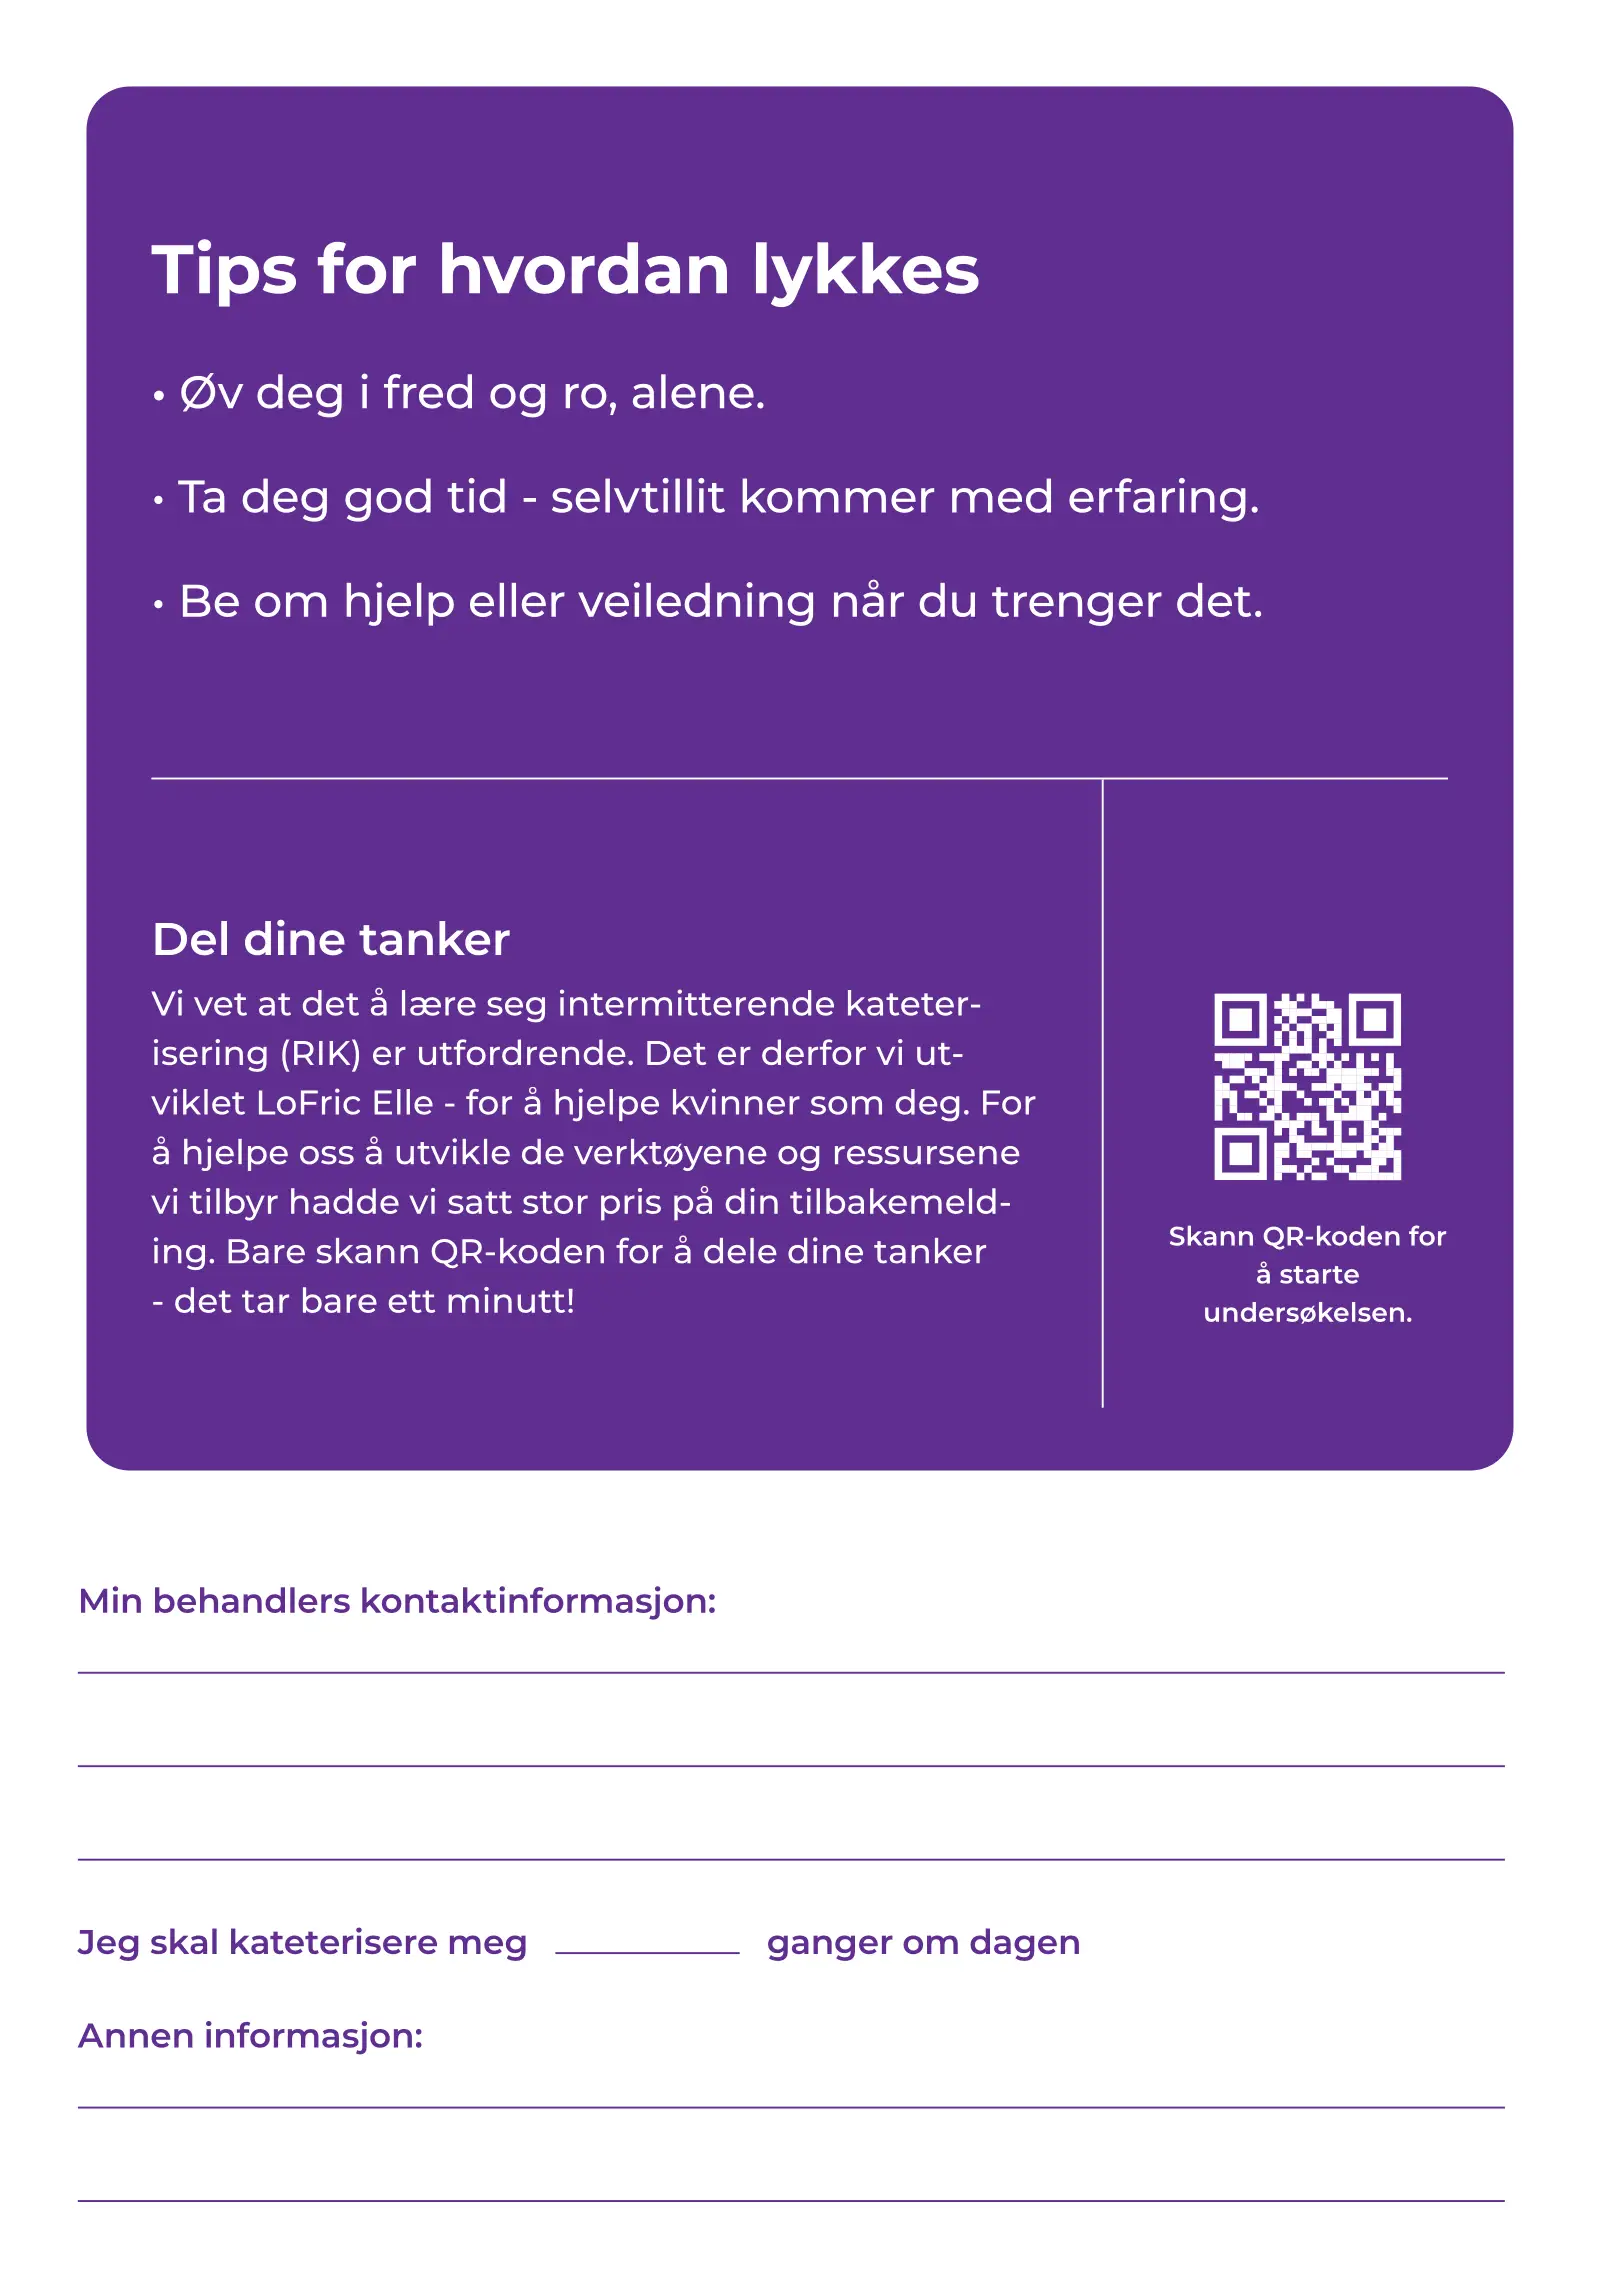 Tips for hvordan lykkes
• Øv deg i fred og ro, alene.
• Ta deg god tid - selvtillit kommer med erfaring.
• Be om hjelp eller veiledning når du trenger det.
Del dine tanker
Vi vet at det å lære seg intermitterende kateter-
isering (RIK) er utfordrende. Det er derfor vi ut-
viklet LoFric Elle - for å hjelpe kvinner som deg. For
å hjelpe oss å utvikle de verktøyene og ressursene
vi tilbyr hadde vi satt stor pris på din tilbakemeld-
ing. Bare skann QR-koden for å dele dine tanker
- det tar bare ett minutt!
Skann QR-koden for
å starte
undersøkelsen.
Min behandlers kontaktinformasjon:
Jeg skal kateterisere meg ganger om dagen
Annen informasjon: